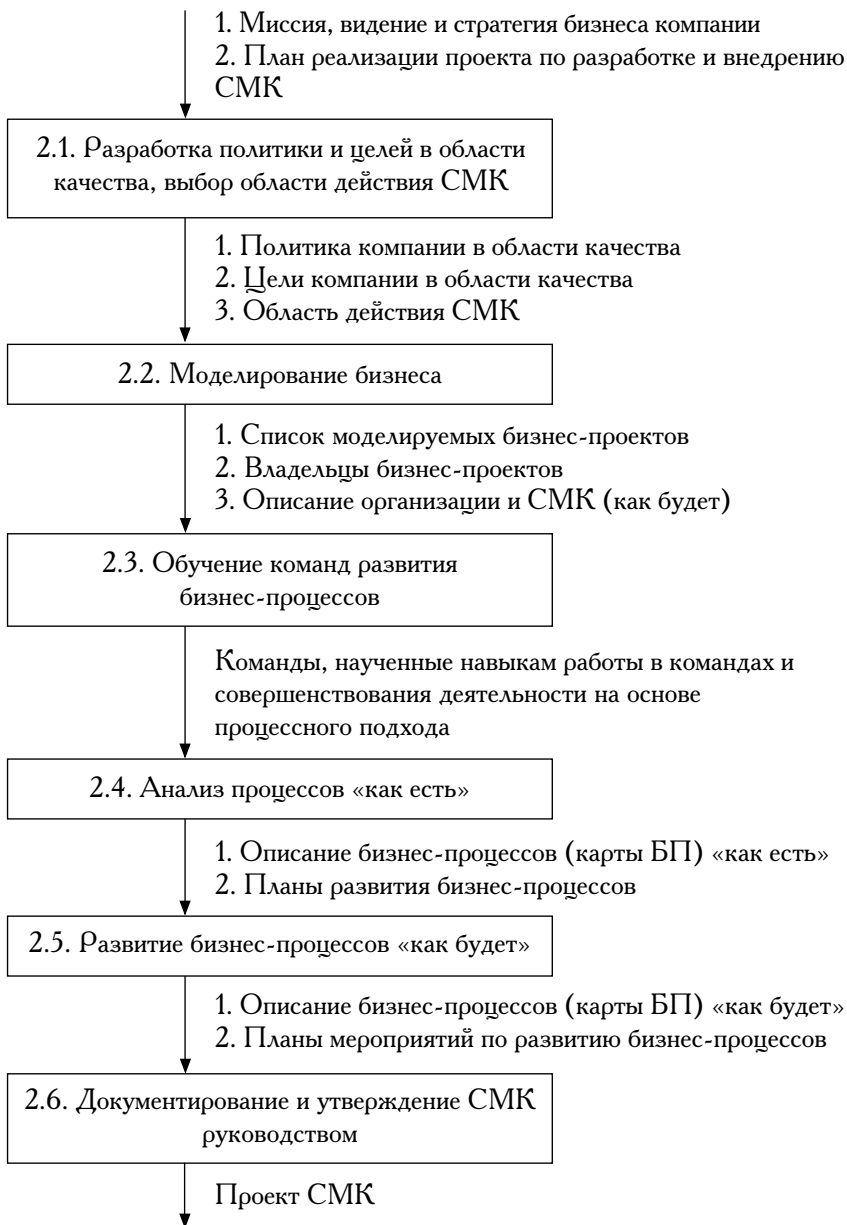 1. Миссия, видение и стратегия бизнеса компании
2. План реализации проекта по разработке и внедрению
СМК
2.1. Разработка политики и целей в области
качества, выбор области действия СМК
1. Политика компании в области качества
2. Цели компании в области качества
3. Область действия СМК
2.2. Моделирование бизнеса
1. Список моделируемых бизнес-проектов
2. Владельцы бизнес-проектов
3. Описание организации и СМК (как будет)
2.3. Обучение команд развития
бизнес-процессов
Команды, наученные навыкам работы в командах и
совершенствования деятельности на основе
процессного подхода
2.4. Анализ процессов «как есть»
1. Описание бизнес-процессов (карты БП) «как есть»
2. Планы развития бизнес-процессов
2.5. Развитие бизнес-процессов «как будет»
1. Описание бизнес-процессов (карты БП) «как будет»
2. Планы мероприятий по развитию бизнес-процессов
2.6. Документирование и утверждение СМК
руководством
Проект СМК